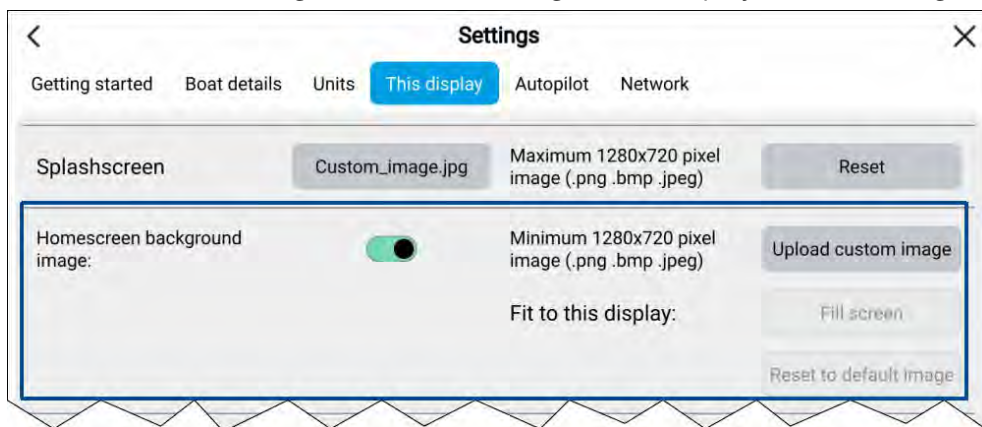 Settings
Getting started Boat details Units This display Autopilot Network
Splashscreen Custom_image.jpg Maximum 1280x720 pixel Reset
image (.png .bmp .jpeg)
Homescreen background Minimum 1280x720 pixel Upload custom image
image: image (.png .bmp .jpeg)
Fit to this display: Fill screen
Reset to default image